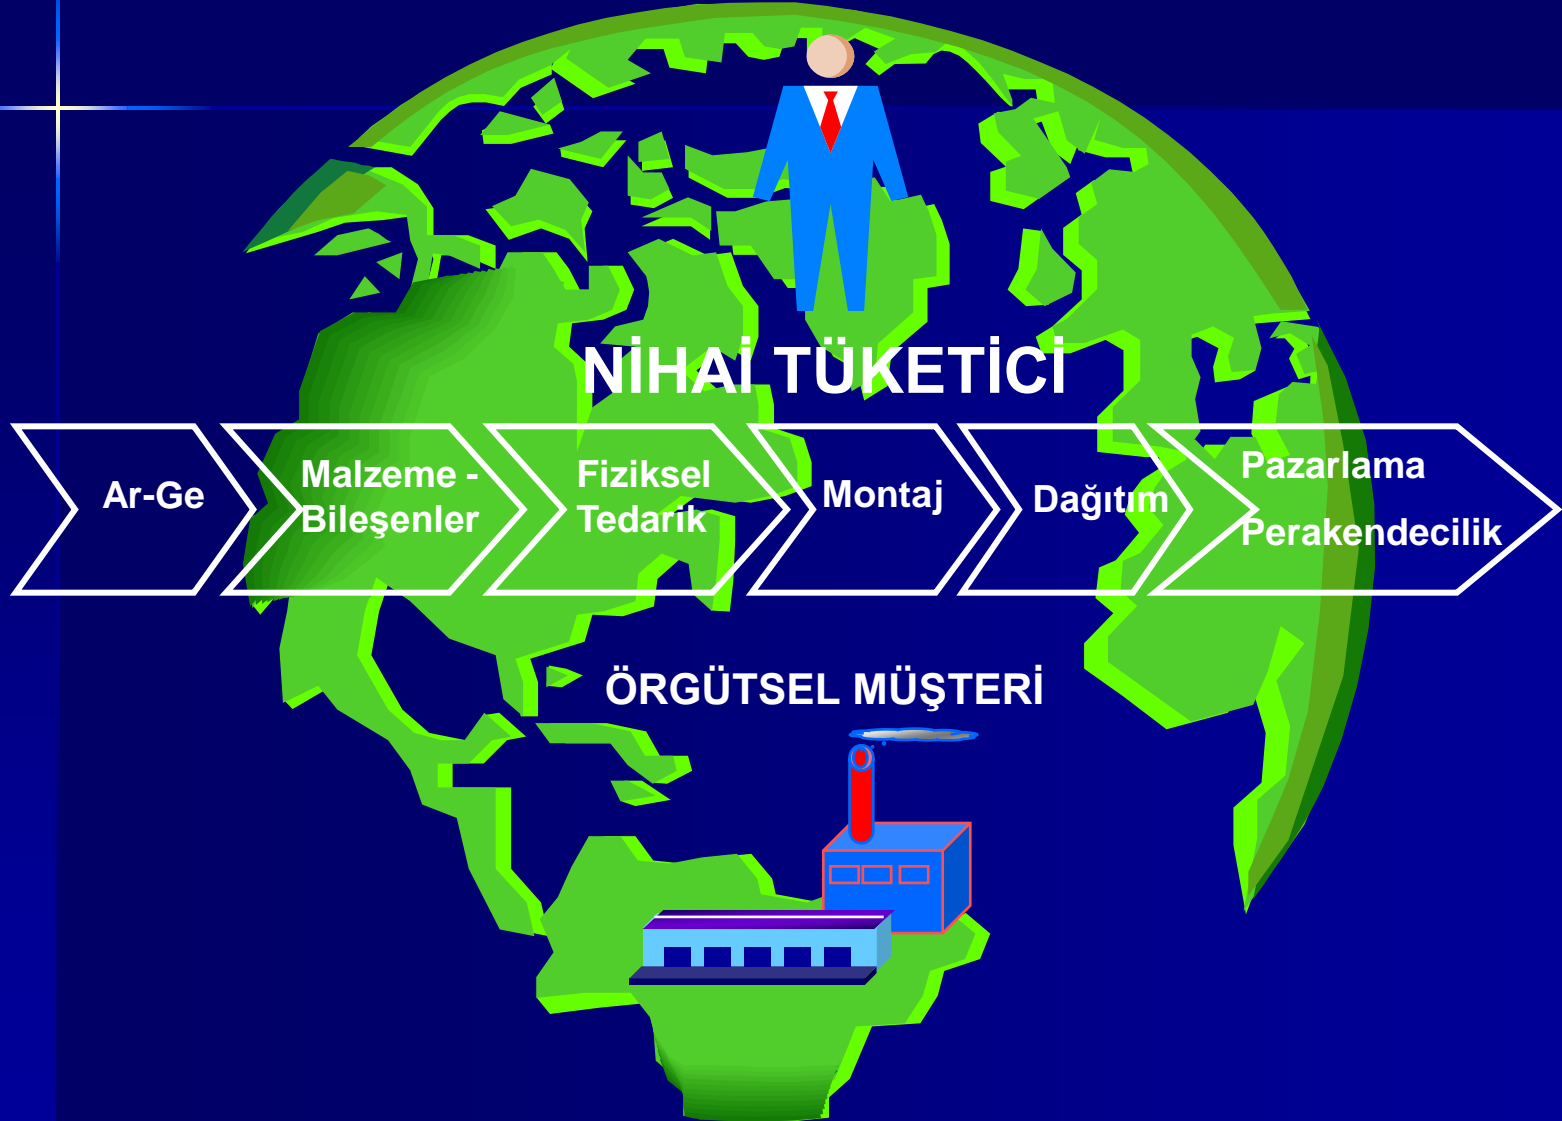 NİHAİ TÜKETİCİ
Ar-Ge
Malzeme -
Bileşenler
Fiziksel
Tedarik
Montaj
Dağıtım
Pazarlama
Perakendecilik
ÖRGÜTSEL MÜŞTERİ